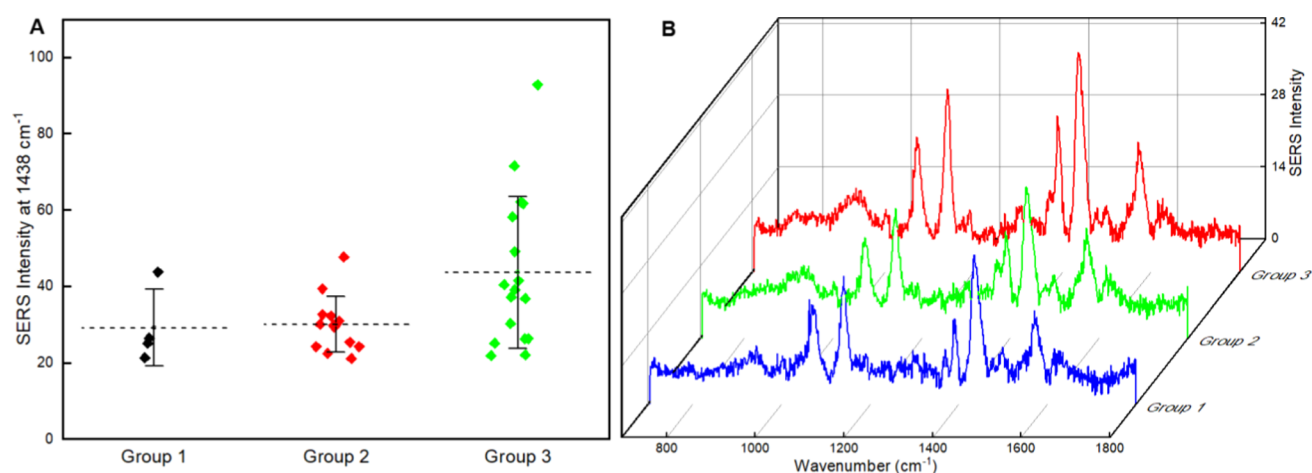 A
SERS Intensity at 1438 cm⁻¹
100
80
60
40
20
0
Group 1
Group 2
Group 3
B
42
28
14
0
SERS Intensity
Group 3
Group 2
Group 1
800
1000
1200
1400
1600
1800
Wavenumber (cm⁻¹)